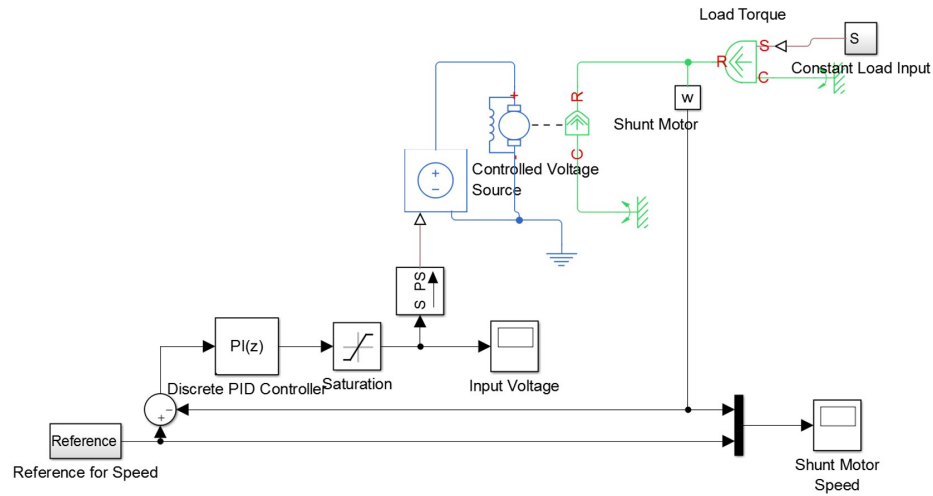 Load Torque
S
S
Constant Load Input
R
C
w
Shunt Motor
+
R
C
-
Controlled Voltage
Source
+
−
S PS
PI(z)
Discrete PID Controller
Saturation
Input Voltage
−
+
Reference
Reference for Speed
Shunt Motor
Speed